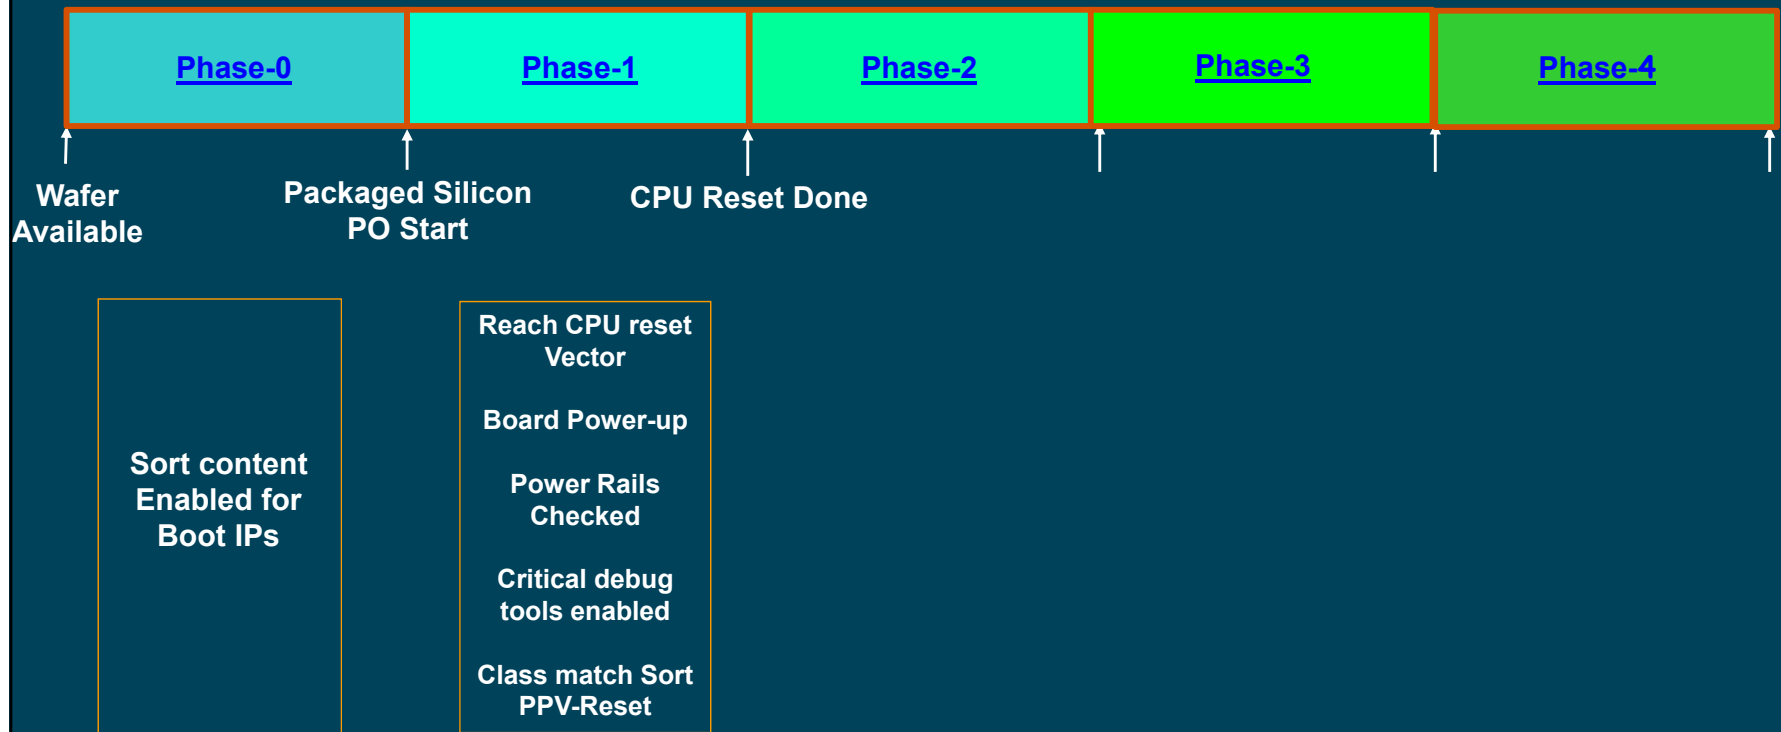 Phase-0
Phase-1
Phase-2
Phase-3
Phase-4
Wafer
Available
Packaged Silicon
PO Start
CPU Reset Done
Sort content
Enabled for
Boot IPs
Reach CPU reset
Vector
Board Power-up
Power Rails
Checked
Critical debug
tools enabled
Class match Sort
PPV-Reset